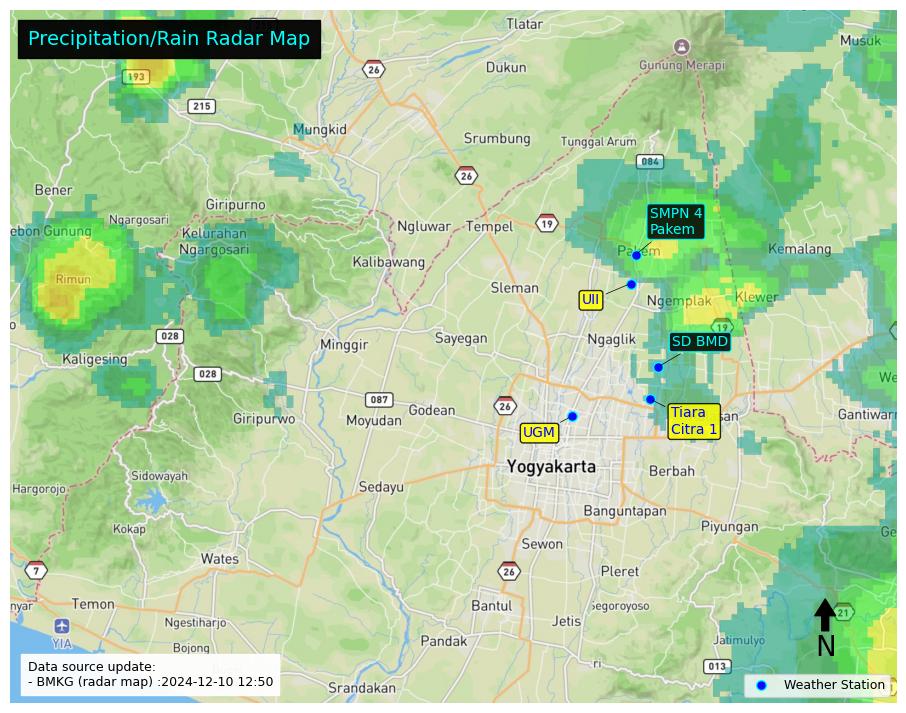 Precipitation/Rain Radar Map
Tlatar
Musuk
193
26
Dukun
Gunung Merapi
215
Mungkid
Srumbung
Tunggal Arum
084
26
Bener
Giripurno
Ngargosari
Ngluwar
Tempel
19
SMPN 4
Pakem
ebon Gunung
Kelurahan
Ngargosari
Pakem
Kemalang
Kalibawang
Rimun
Sleman
UII
Ngemplak
Klewer
19
028
Minggir
Sayegan
Ngaglik
SD BMD
Kaligesing
028
We
087
Godean
26
Giripurwo
Moyudan
UGM
Tiara
Citra 1
san
Gantiwar
Yogyakarta
Berbah
Sidowayah
Hargorojo
Sedayu
Banguntapan
Kokap
Piyungan
Ge
Wates
Sewon
7
26
Pleret
nyar
Temon
Bantul
Segoroyoso
21
YIA
Ngestiharjo
Jetis
Bojong
Pandak
Jatimulyo
N
ri
013
Data source update:
- BMKG (radar map) :2024-12-10 12:50
Srandakan
Weather Station